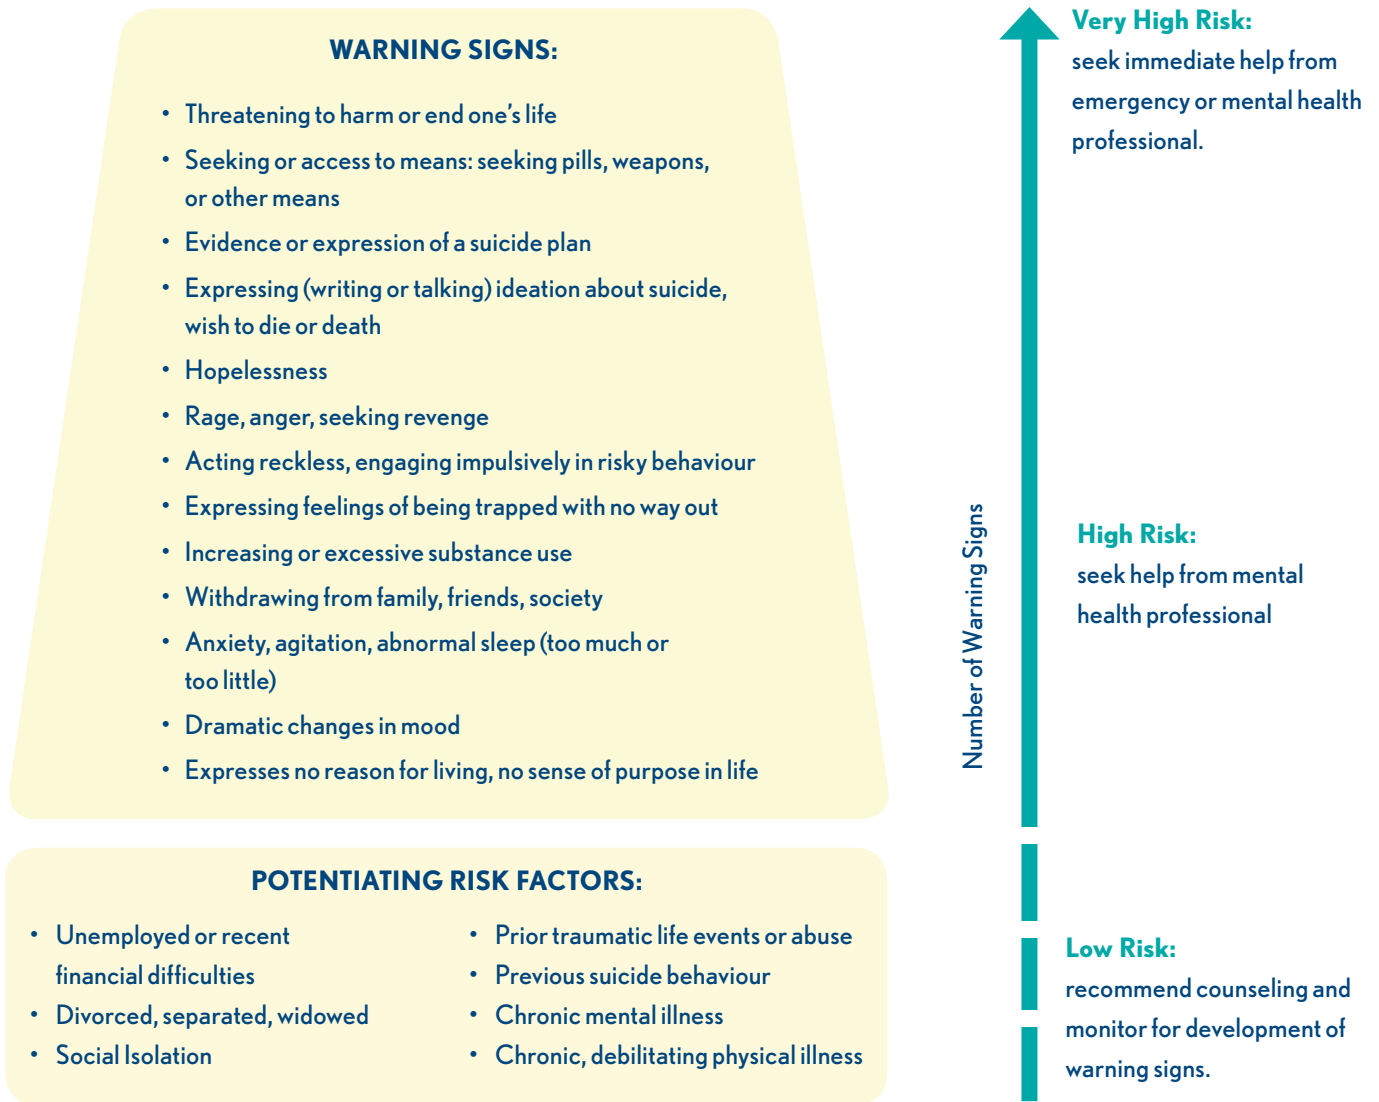 WARNING SIGNS:
• Threatening to harm or end one's life
• Seeking or access to means: seeking pills, weapons,
or other means
• Evidence or expression of a suicide plan
• Expressing (writing or talking) ideation about suicide,
wish to die or death
• Hopelessness
• Rage, anger, seeking revenge
• Acting reckless, engaging impulsively in risky behaviour
• Expressing feelings of being trapped with no way out
• Increasing or excessive substance use
• Withdrawing from family, friends, society
• Anxiety, agitation, abnormal sleep (too much or
too little)
• Dramatic changes in mood
• Expresses no reason for living, no sense of purpose in life
POTENTIATING RISK FACTORS:
• Unemployed or recent
financial difficulties
• Divorced, separated, widowed
• Social Isolation
• Prior traumatic life events or abuse
• Previous suicide behaviour
• Chronic mental illness
• Chronic, debilitating physical illness
Number of Warning Signs
Very High Risk:
seek immediate help from
emergency or mental health
professional.
High Risk:
seek help from mental
health professional
Low Risk:
recommend counseling and
monitor for development of
warning signs.